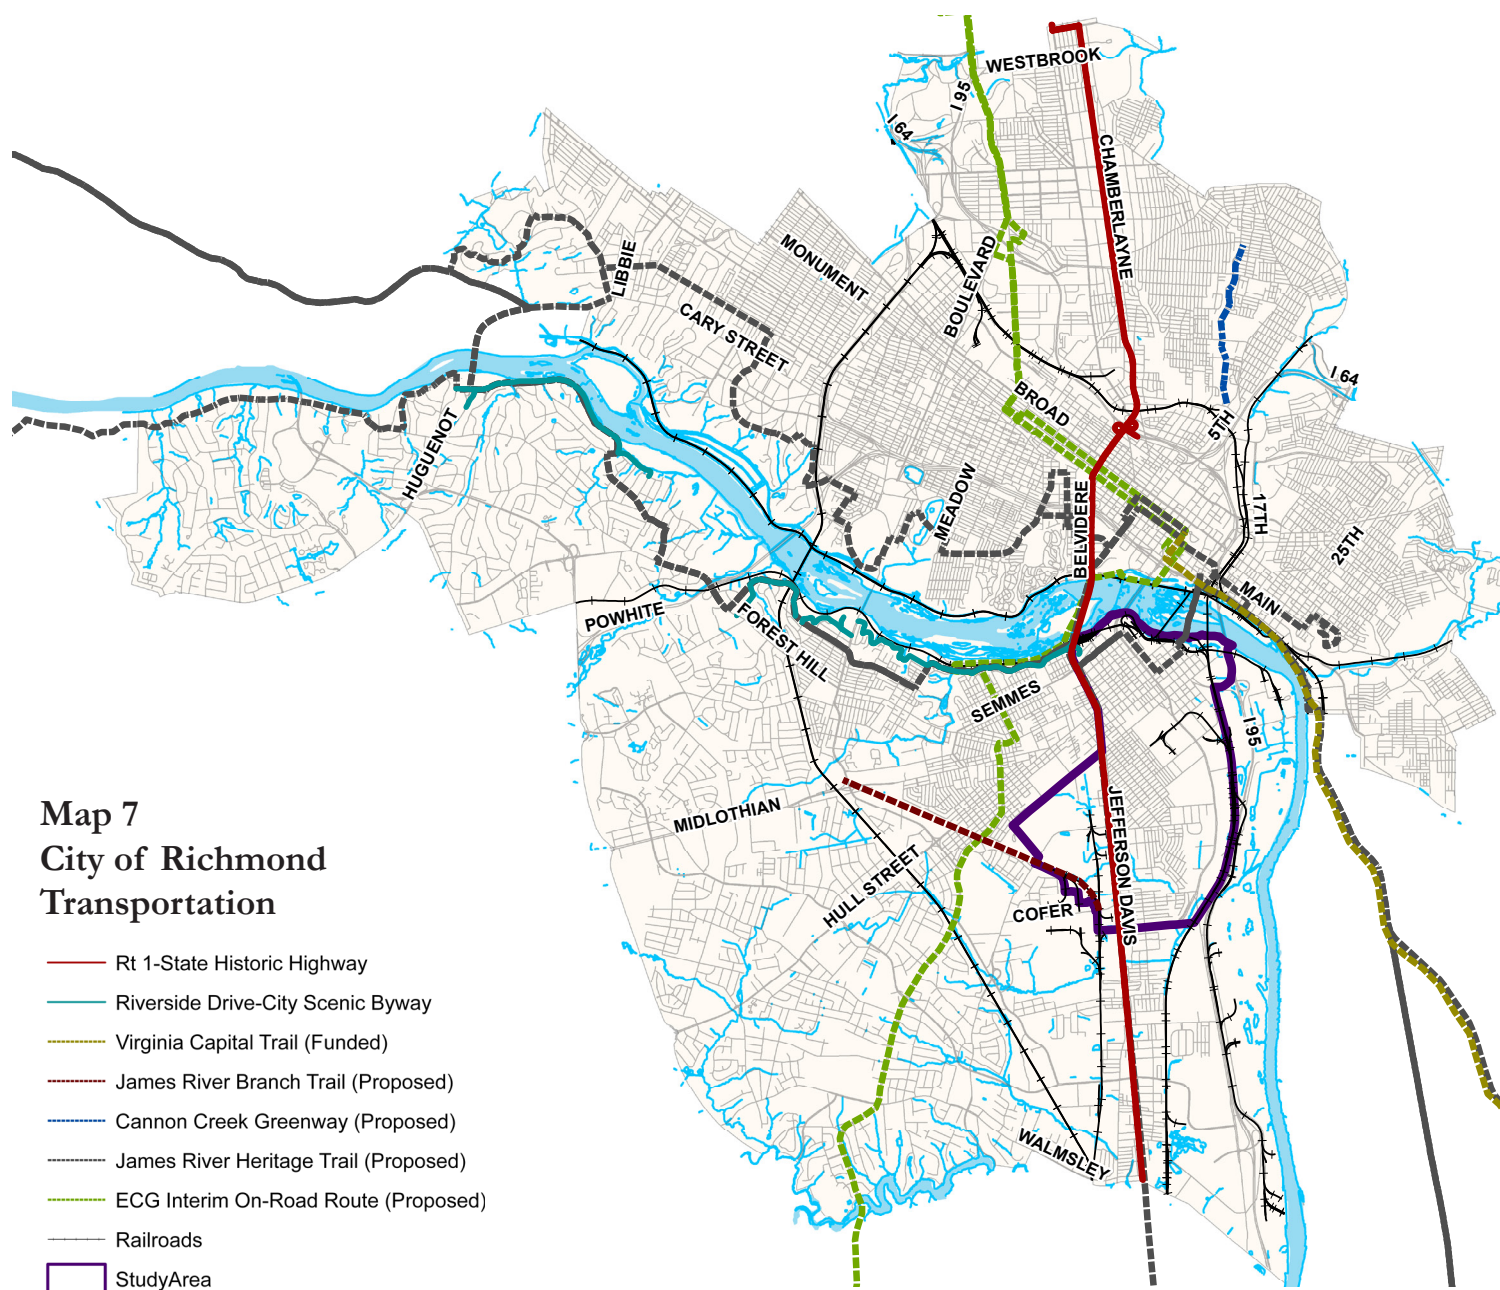 WESTBROOK
I 95
I 64
CHAMBERLAYNE
MONUMENT
BOULEVARD
LIBBIE
CARY STREET
I 64
BROAD
5TH
HUGUENOT
MEADOW
BELVIDERE
17TH
25TH
MAIN
POWHITE
FOREST HILL
SEMMES
I 95
MIDLOTHIAN
JEFFERSON DAVIS
HULL STREET
COFER
WALMSLEY
Map 7
City of Richmond
Transportation
Rt 1-State Historic Highway
Riverside Drive-City Scenic Byway
Virginia Capital Trail (Funded)
James River Branch Trail (Proposed)
Cannon Creek Greenway (Proposed)
James River Heritage Trail (Proposed)
ECG Interim On-Road Route (Proposed)
Railroads
StudyArea